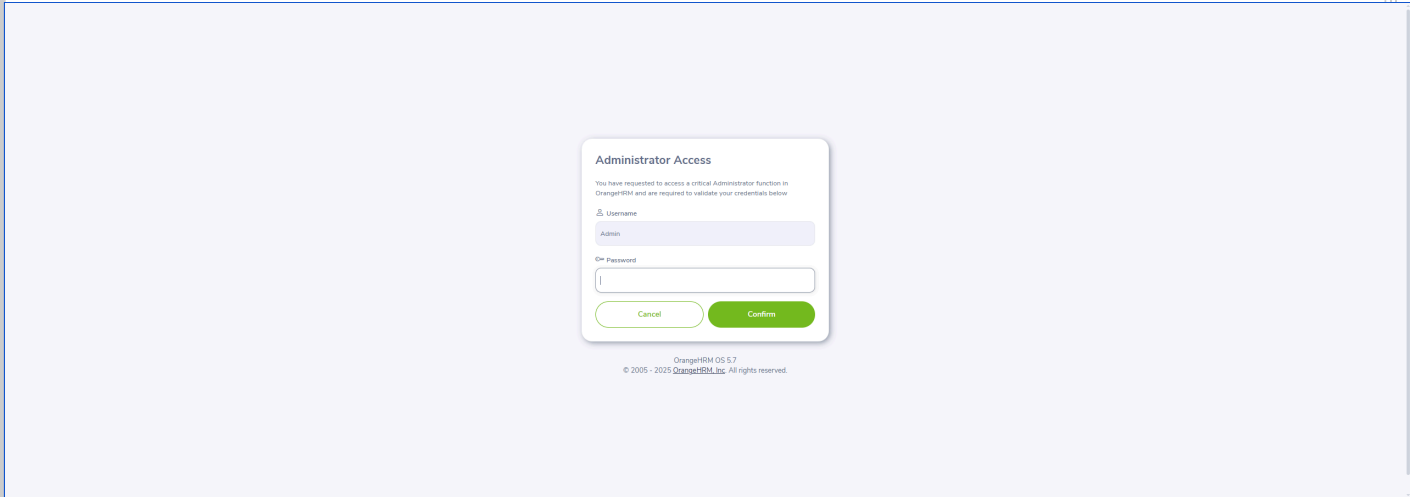 Administrator Access
You have requested to access a critical Administrator function in
OrangeHRM and are required to validate your credentials below
Username
Admin
Password
Cancel Confirm
OrangeHRM OS 5.7
© 2005 - 2025 OrangeHRM, Inc. All rights reserved.